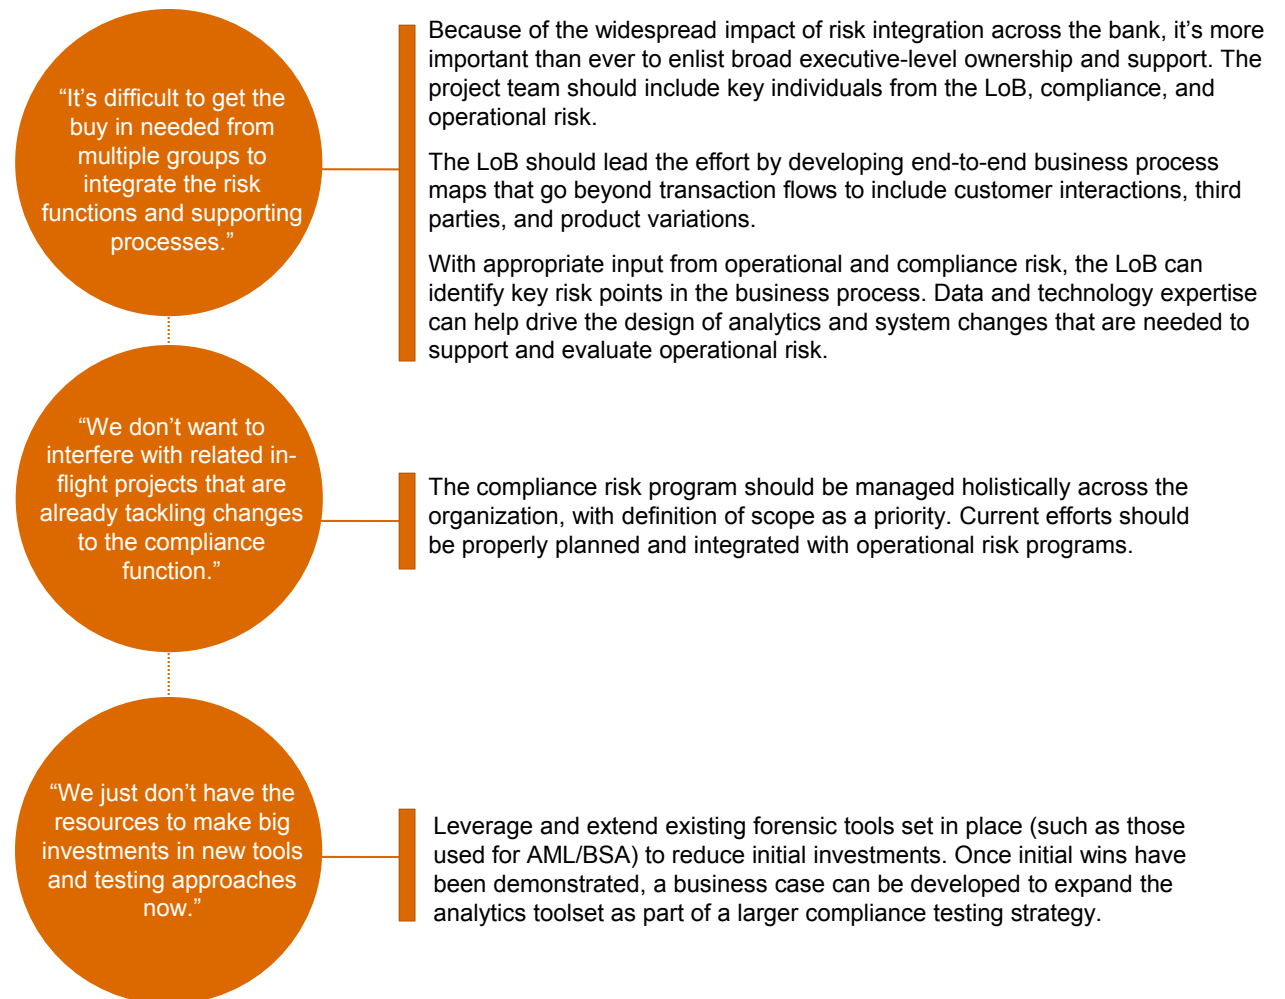 “It’s difficult to get the
buy in needed from
multiple groups to
integrate the risk
functions and supporting
processes.”
Because of the widespread impact of risk integration across the bank, it’s more
important than ever to enlist broad executive-level ownership and support. The
project team should include key individuals from the LoB, compliance, and
operational risk.
The LoB should lead the effort by developing end-to-end business process
maps that go beyond transaction flows to include customer interactions, third
parties, and product variations.
With appropriate input from operational and compliance risk, the LoB can
identify key risk points in the business process. Data and technology expertise
can help drive the design of analytics and system changes that are needed to
support and evaluate operational risk.
“We don’t want to
interfere with related in-
flight projects that are
already tackling changes
to the compliance
function.”
The compliance risk program should be managed holistically across the
organization, with definition of scope as a priority. Current efforts should
be properly planned and integrated with operational risk programs.
“We just don’t have the
resources to make big
investments in new tools
and testing approaches
now.”
Leverage and extend existing forensic tools set in place (such as those
used for AML/BSA) to reduce initial investments. Once initial wins have
been demonstrated, a business case can be developed to expand the
analytics toolset as part of a larger compliance testing strategy.